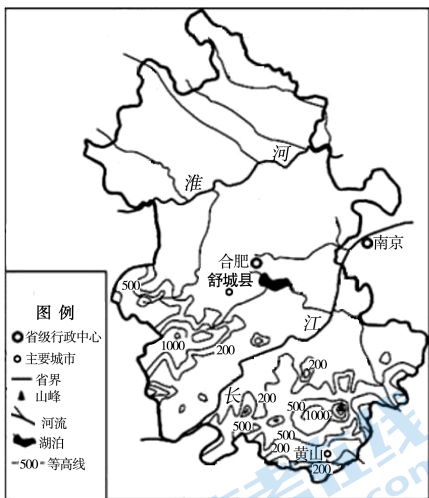 河
淮
南京
合肥
舒城县
500
江
1000
200
200
长
200
500
500
1000
500
200
黄山
200
图 例
省级行政中心
主要城市
省界
山峰
河流
湖泊
500 等高线